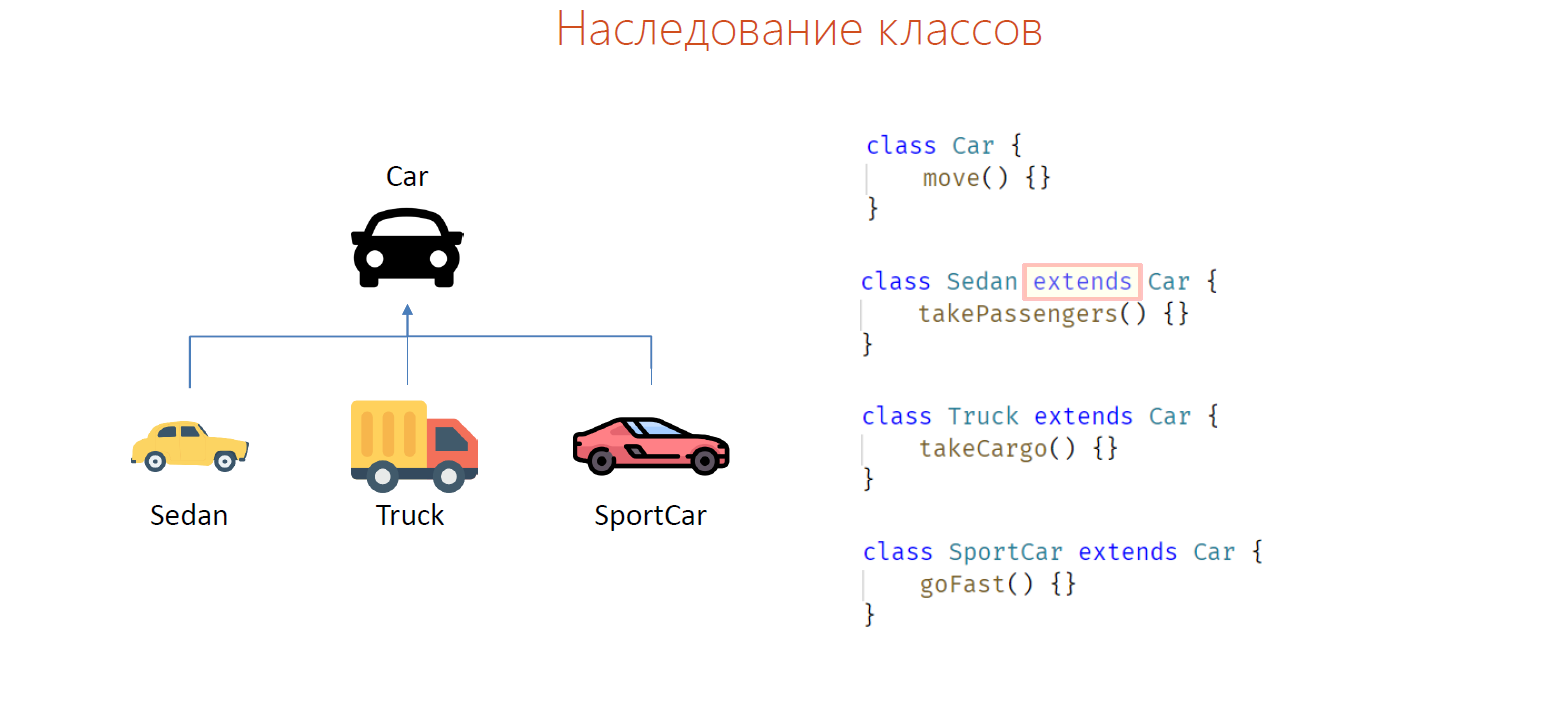 Наследование классов
Car
Sedan
Truck
SportCar
class Car {
move() {}
}
class Sedan extends Car {
takePassengers() {}
}
class Truck extends Car {
takeCargo() {}
}
class SportCar extends Car {
goFast() {}
}